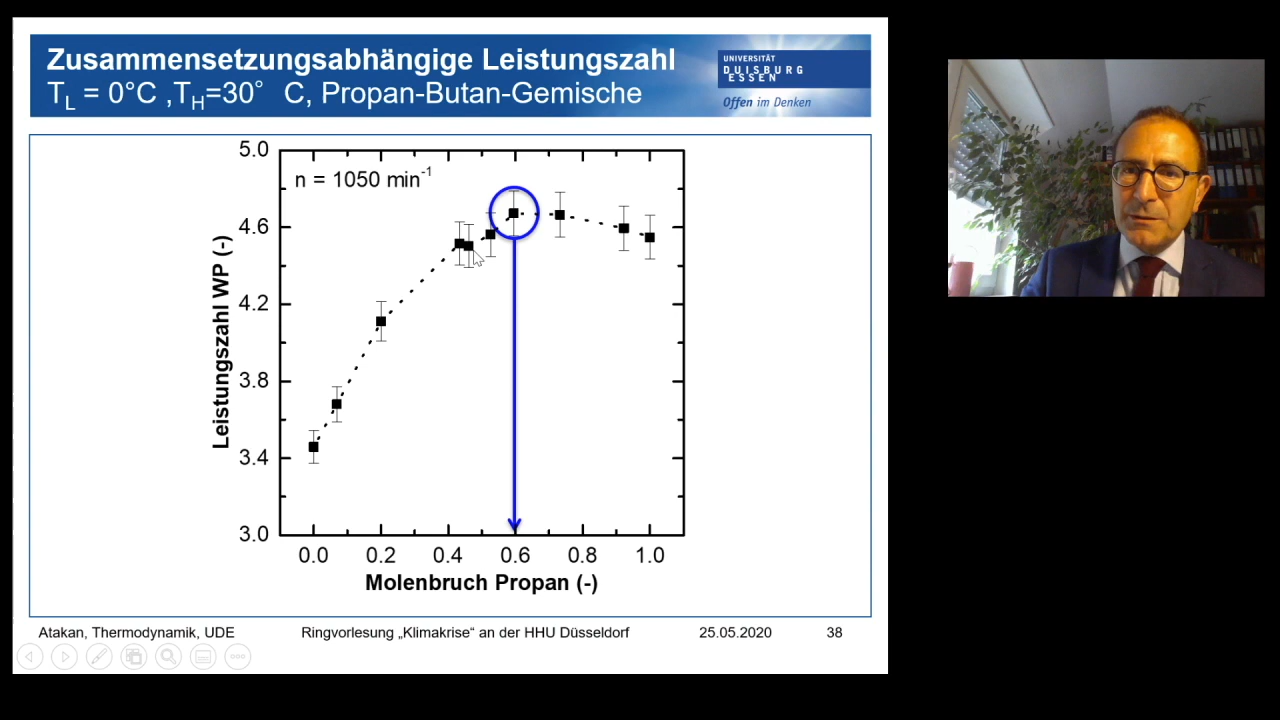 Zusammensetzungsabhängige Leistungszahl
T_L = 0°C ,T_H=30° C, Propan-Butan-Gemische
UNIVERSITÄT
DUISBURG
ESSEN
Offen im Denken
n = 1050 min⁻¹
5.0
4.6
4.2
3.8
3.4
3.0
Leistungszahl WP (-)
0.0 0.2 0.4 0.6 0.8 1.0
Molenbruch Propan (-)
Atakan, Thermodynamik, UDE Ringvorlesung „Klimakrise“ an der HHU Düsseldorf 25.05.2020 38